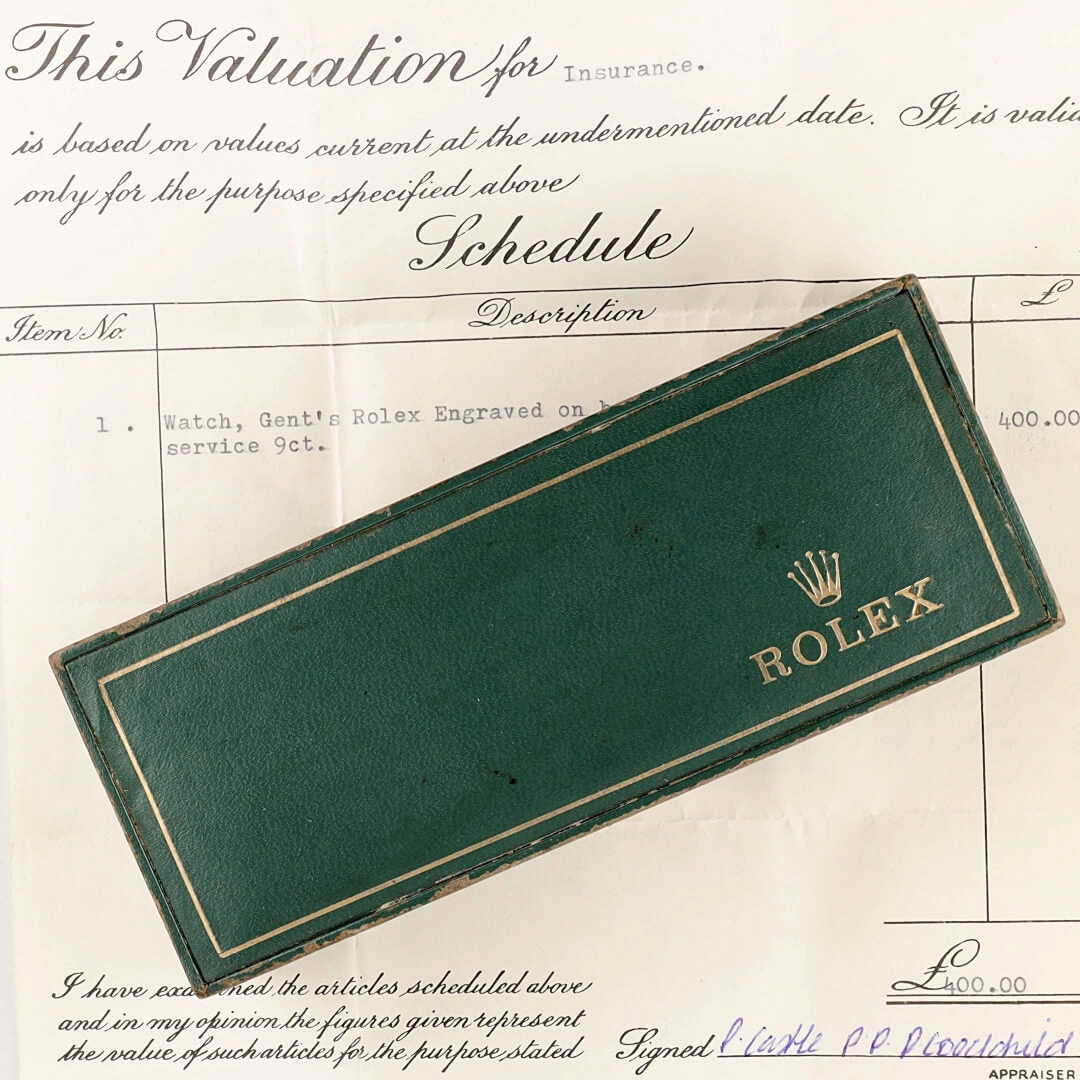 This Valuation for Insurance.
is based on values current at the undermentioned date. It is valid
only for the purpose specified above
Schedule
Item No. Description £
1. Watch, Gent's Rolex Engraved on 400.00
service 9ct.
ROLEX
£400.00
I have examined the articles scheduled above
and in my opinion the figures given represent
the value of such articles for the purpose stated
Signed P. Castle P.P.
APPRAISER